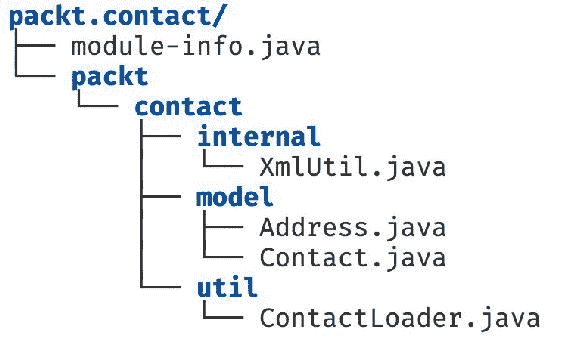 packt.contact/
module-info.java
packt
contact
internal
XmlUtil.java
model
Address.java
Contact.java
util
ContactLoader.java